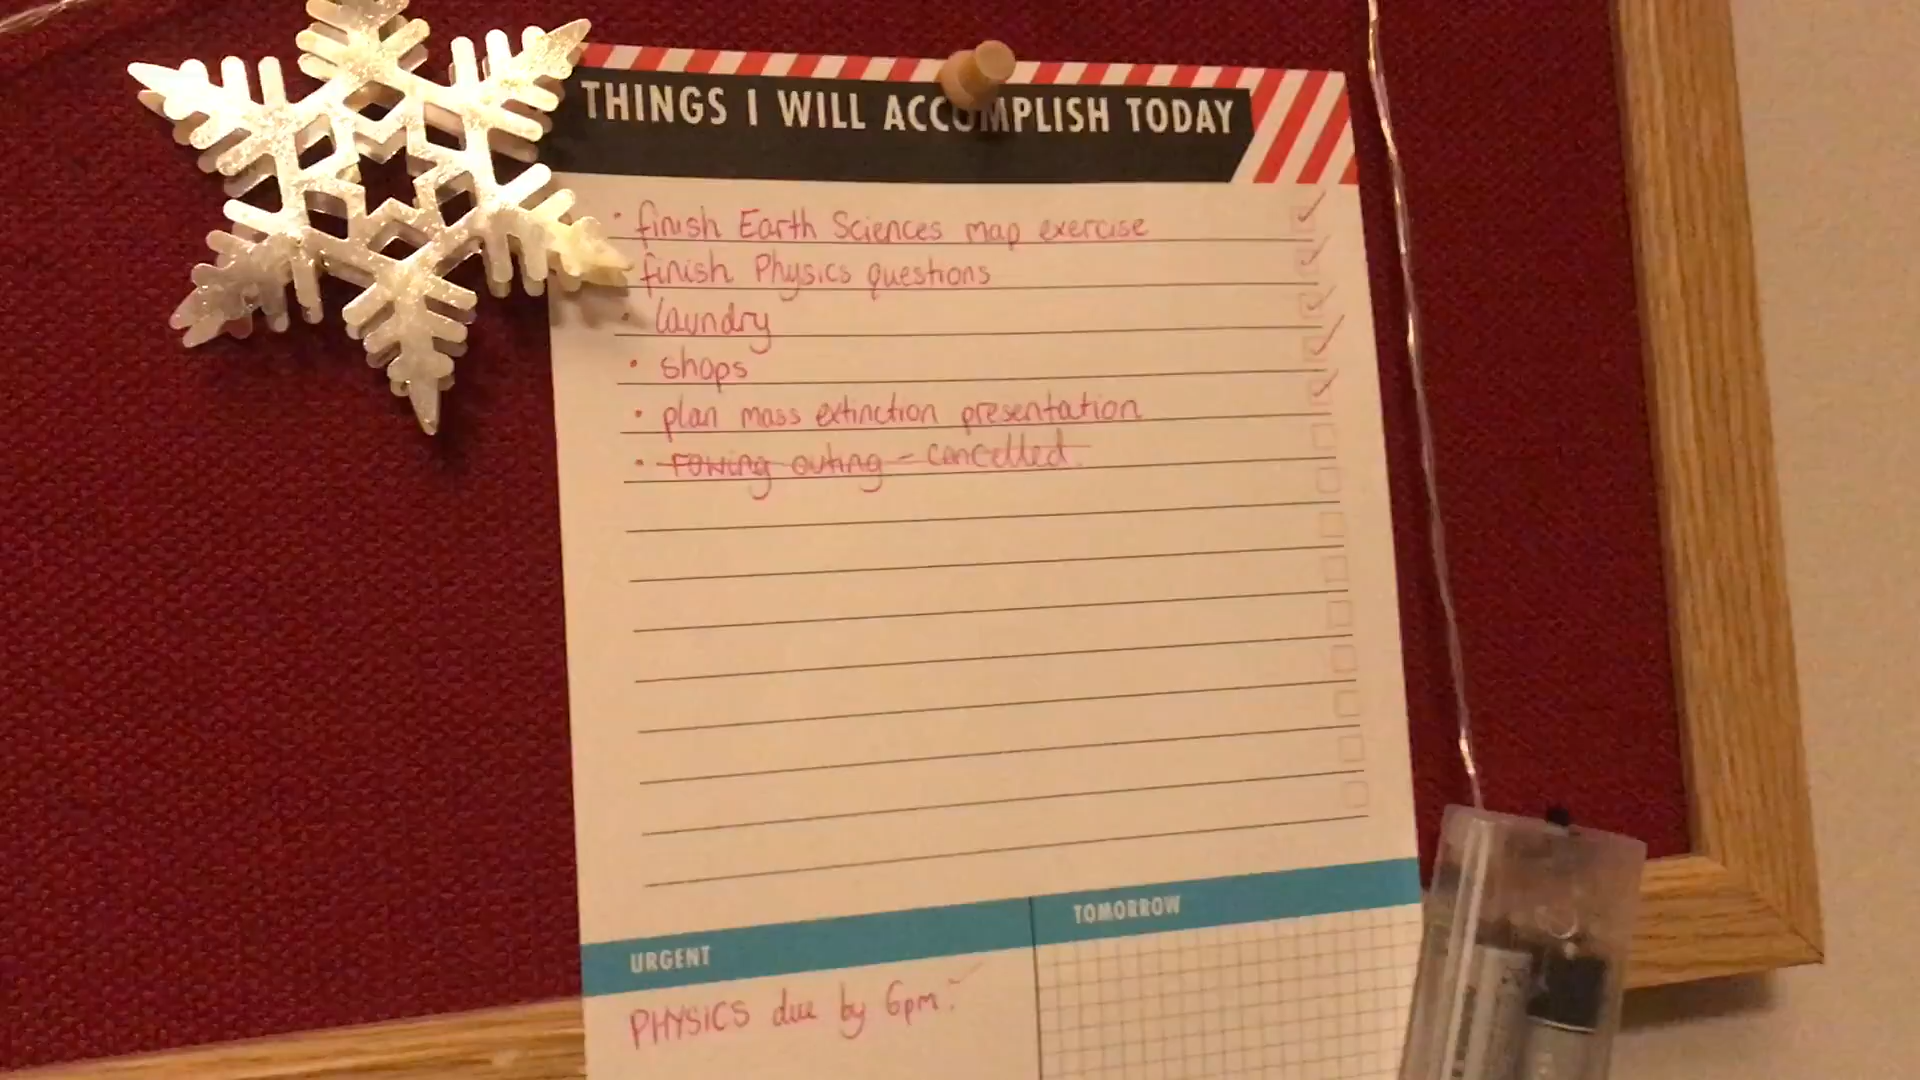 THINGS I WILL ACCOMPLISH TODAY
• finish Earth Sciences map exercise
• finish Physics questions
• laundry
• shops
• plan mass extinction presentation
• rowing outing - cancelled.
URGENT
TOMORROW
PHYSICS due by 6pm